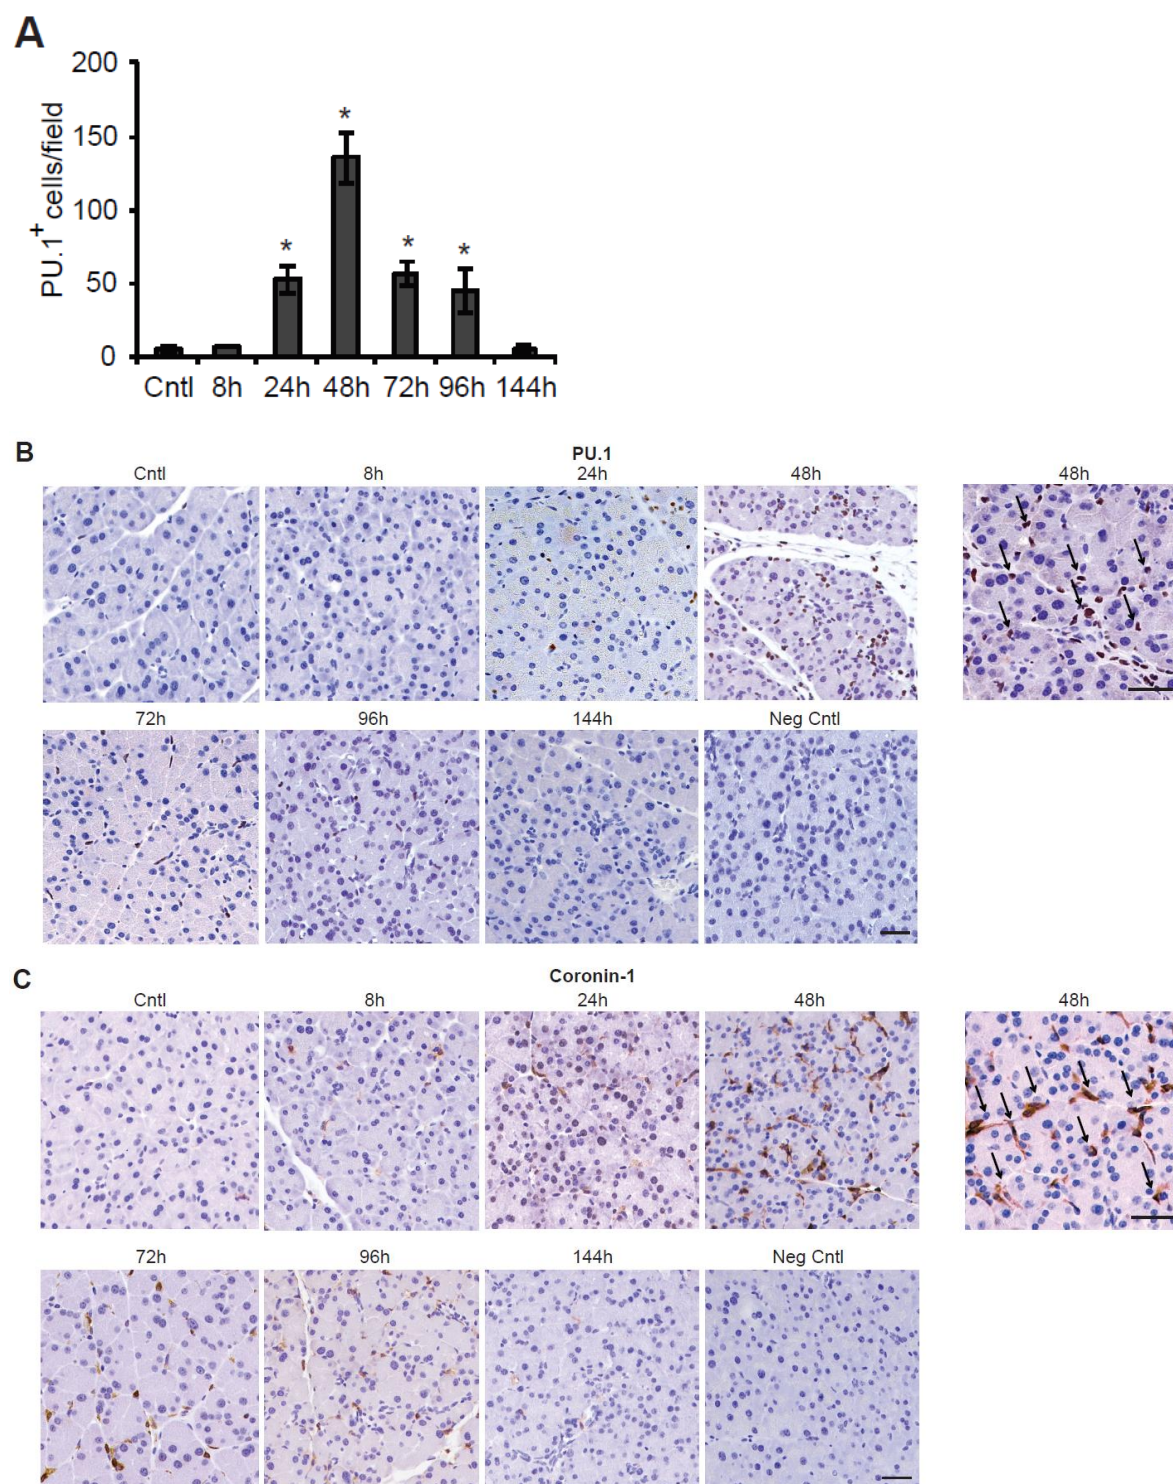 A
200
150
100
50
0
PU.1+ cells/field
*
*
*
*
Cntl 8h 24h 48h 72h 96h 144h
B
PU.1
Cntl 8h 24h 48h 48h
72h 96h 144h Neg Cntl
C
Coronin-1
Cntl 8h 24h 48h 48h
72h 96h 144h Neg Cntl